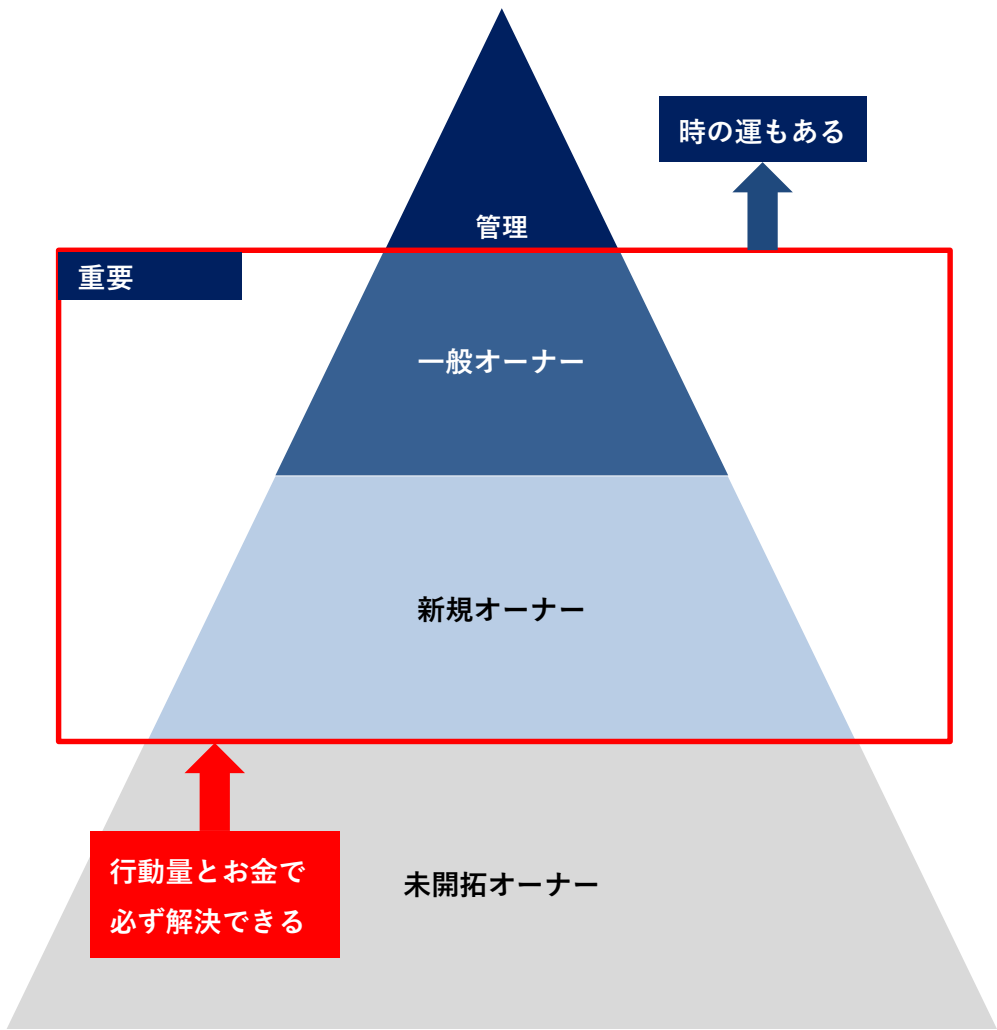 時の運もある
管理
重要
一般オーナー
新規オーナー
行動量とお金で
必ず解決できる
未開拓オーナー